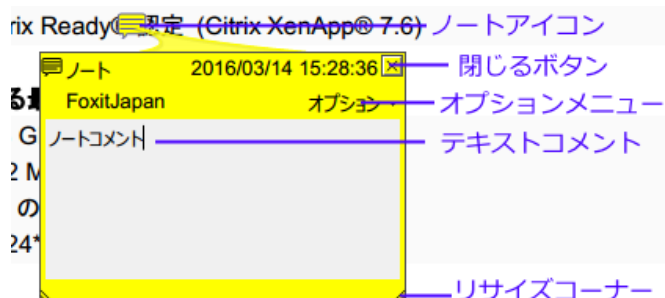 rix Ready 認定 (Citrix XenApp® 7.6) ノートアイコン
ノート 2016/03/14 15:28:36 閉じるボタン
FoxitJapan オプション オプションメニュー
G ノートコメント テキストコメント
2 M
の
24*
リサイズコーナー